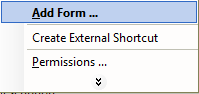 Add Form ...
Create External Shortcut
Permissions ...